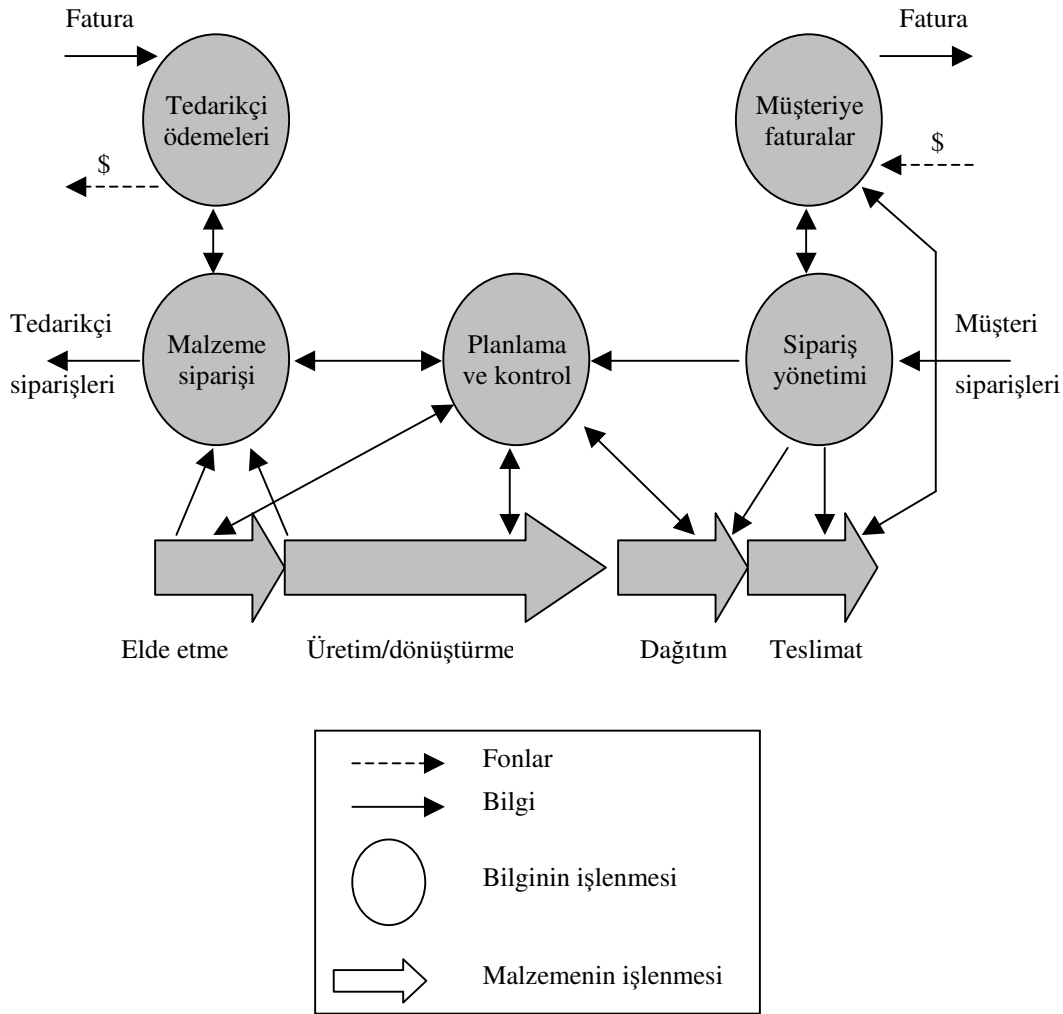 Fatura
Fatura
Tedarikçi
ödemeleri
Müşteriye
faturalar
$
$
Tedarikçi
siparişleri
Malzeme
siparişi
Planlama
ve kontrol
Sipariş
yönetimi
Müşteri
siparişleri
Elde etme
Üretim/dönüştürme
Dağıtım
Teslimat
Fonlar
Bilgi
Bilginin işlenmesi
Malzemenin işlenmesi